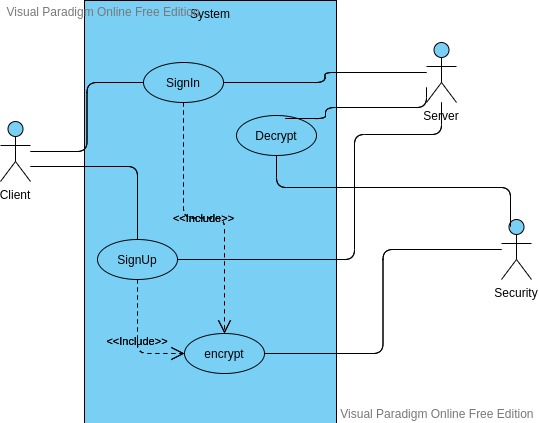 Visual Paradigm Online Free Edition
System
SignIn
Server
Decrypt
Client
<<Include>>
SignUp
Security
<<Include>>
encrypt
Visual Paradigm Online Free Edition